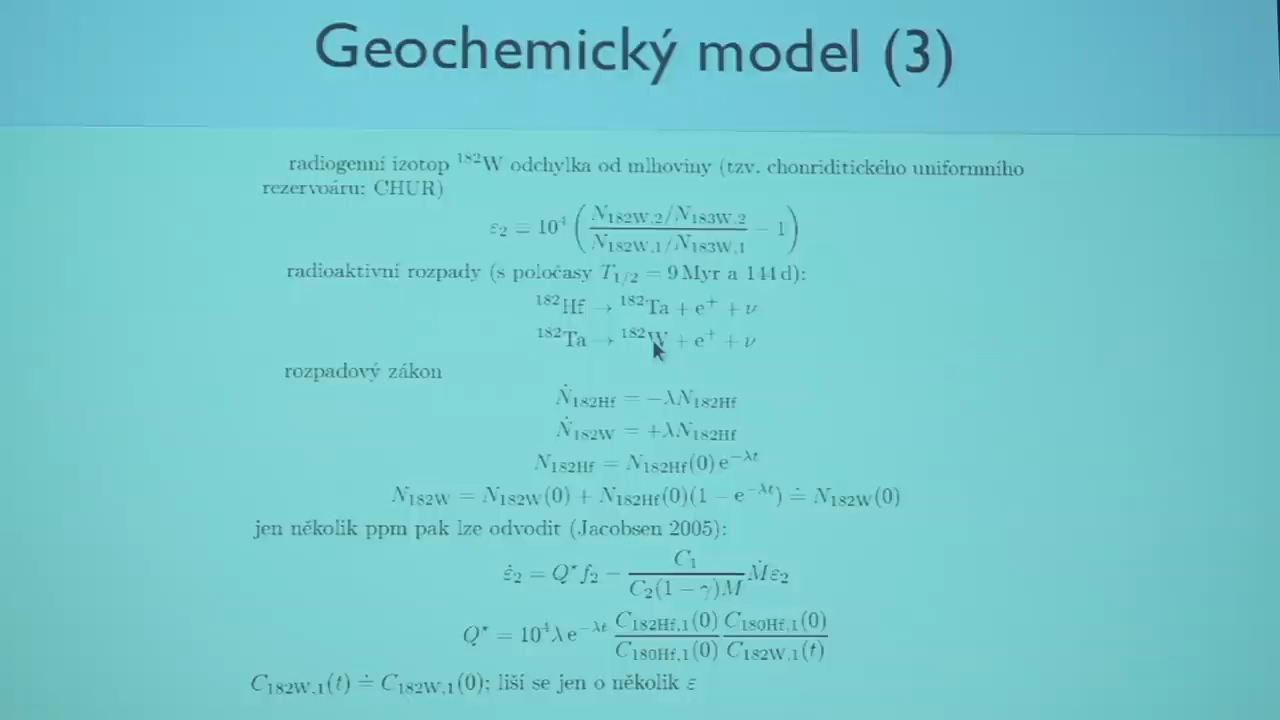 Geochemický model (3)
radiogenní izotop ¹⁸²W odchylka od mlhoviny (tzv. chonriditického uniformního
rezervoáru: CHUR)
ε₂ = 10⁴ ( (N₁₈₂W,₂/N₁₈₃W,₂) / (N₁₈₂W,₁/N₁₈₃W,₁) − 1 )
radioaktivní rozpady (s poločasy T₁/₂ = 9 Myr a 144 d):
¹⁸²Hf → ¹⁸²Ta + e⁺ + ν
¹⁸²Ta → ¹⁸²W + e⁺ + ν
rozpadový zákon
Ṅ₁₈₂Hf = −λN₁₈₂Hf
Ṅ₁₈₂W = +λN₁₈₂Hf
N₁₈₂Hf = N₁₈₂Hf(0) e^−λt
N₁₈₂W = N₁₈₂W(0) + N₁₈₂Hf(0)(1 − e^−λt) ≐ N₁₈₂W(0)
jen několik ppm pak lze odvodit (Jacobsen 2005):
ε̇₂ = Q*f₂ − C₁ / (C₂(1 − γ)M) Ṁε₂
Q* = 10⁴λ e^−λt (C₁₈₂Hf,₁(0) / C₁₈₀Hf,₁(0)) (C₁₈₀Hf,₁(0) / C₁₈₂W,₁(t))
C₁₈₂W,₁(t) ≐ C₁₈₂W,₁(0); liší se jen o několik ε